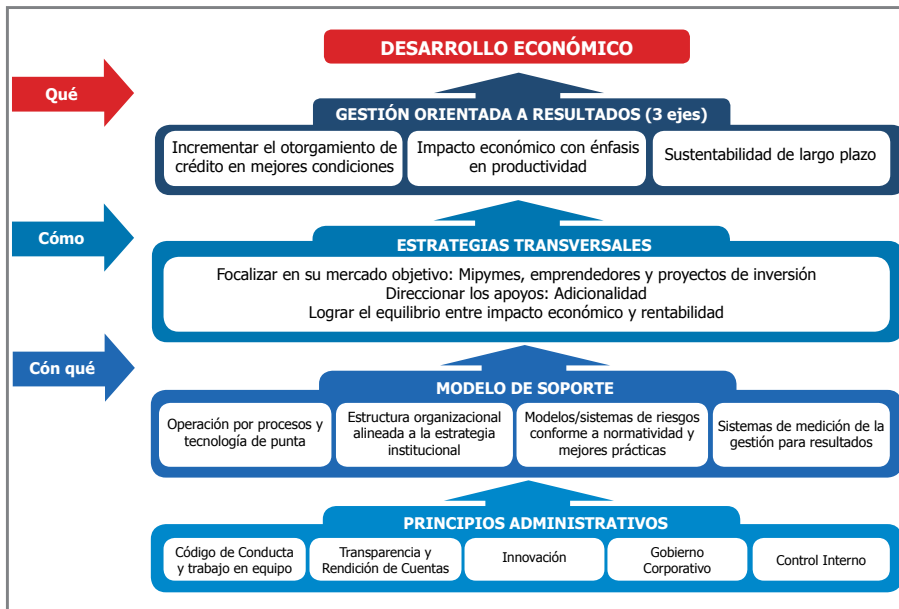 DESARROLLO ECONÓMICO
Qué
GESTIÓN ORIENTADA A RESULTADOS (3 ejes)
Incrementar el otorgamiento de
crédito en mejores condiciones
Impacto económico con énfasis
en productividad
Sustentabilidad de largo plazo
Cómo
ESTRATEGIAS TRANSVERSALES
Focalizar en su mercado objetivo: Mipymes, emprendedores y proyectos de inversión
Direccionar los apoyos: Adicionalidad
Lograr el equilibrio entre impacto económico y rentabilidad
Cón qué
MODELO DE SOPORTE
Operación por procesos y
tecnología de punta
Estructura organizacional
alineada a la estrategia
institucional
Modelos/sistemas de riesgos
conforme a normatividad y
mejores prácticas
Sistemas de medición de la
gestión para resultados
PRINCIPIOS ADMINISTRATIVOS
Código de Conducta
y trabajo en equipo
Transparencia y
Rendición de Cuentas
Innovación
Gobierno
Corporativo
Control Interno